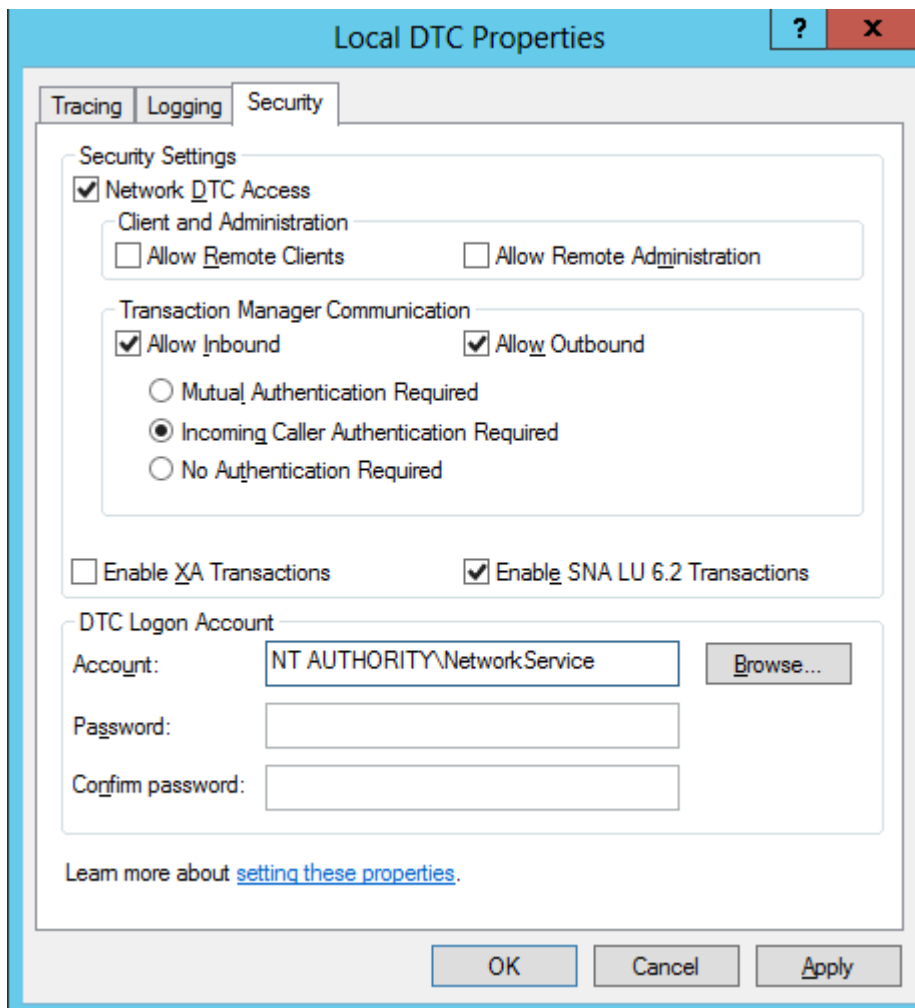 Local DTC Properties
?
x
Tracing Logging Security
Security Settings
Network DTC Access
Client and Administration
Allow Remote Clients Allow Remote Administration
Transaction Manager Communication
Allow Inbound Allow Outbound
Mutual Authentication Required
Incoming Caller Authentication Required
No Authentication Required
Enable XA Transactions Enable SNA LU 6.2 Transactions
DTC Logon Account
Account: NT AUTHORITY\NetworkService Browse...
Password:
Confirm password:
Learn more about setting these properties.
OK Cancel Apply